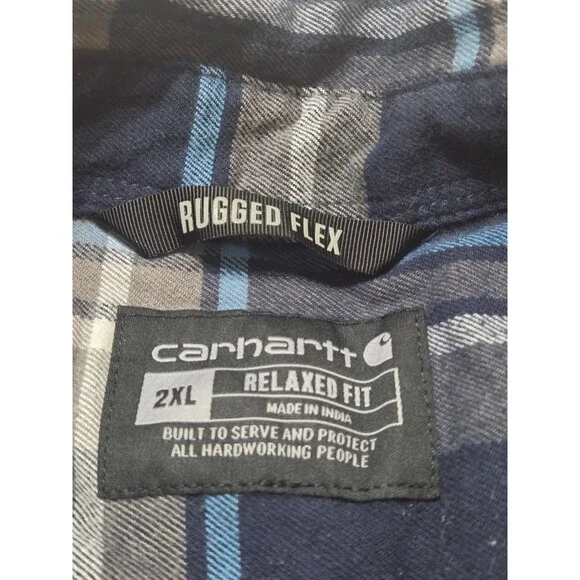 RUGGED FLEX
carhartt
2XL RELAXED FIT
MADE IN INDIA
BUILT TO SERVE AND PROTECT
ALL HARDWORKING PEOPLE